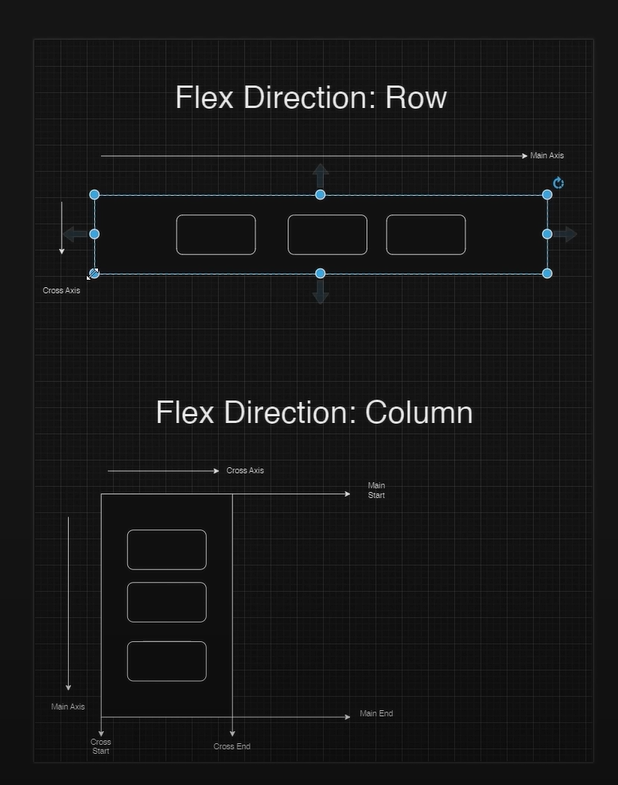 Flex Direction: Row
Main Axis
Cross Axis
Flex Direction: Column
Cross Axis
Main
Start
Main Axis
Main End
Cross
Start
Cross End